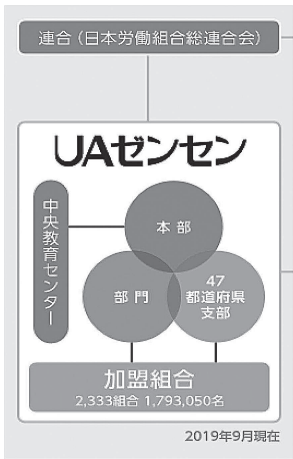 連合（日本労働組合総連合会）
UAゼンセン
中央教育センター
本部
部門
47
都道府県
支部
加盟組合
2,333組合 1,793,050名
2019年9月現在